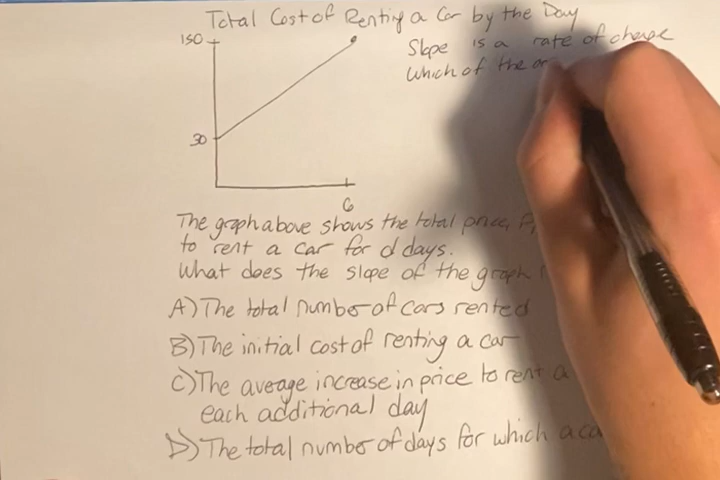 Total Cost of Renting a Car by the Day
150
Slope is a rate of change
Which of the
30
6
The graph above shows the total price, P,
to rent a car for d days.
What does the slope of the graph
A) The total number of cars rented
B) The initial cost of renting a car
C) The average increase in price to rent a
each additional day
D) The total number of days for which a